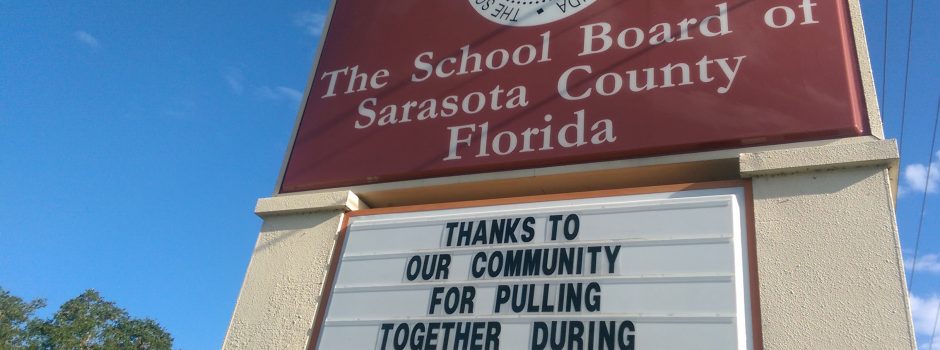 The School Board of
Sarasota County
Florida
THANKS TO
OUR COMMUNITY
FOR PULLING
TOGETHER DURING